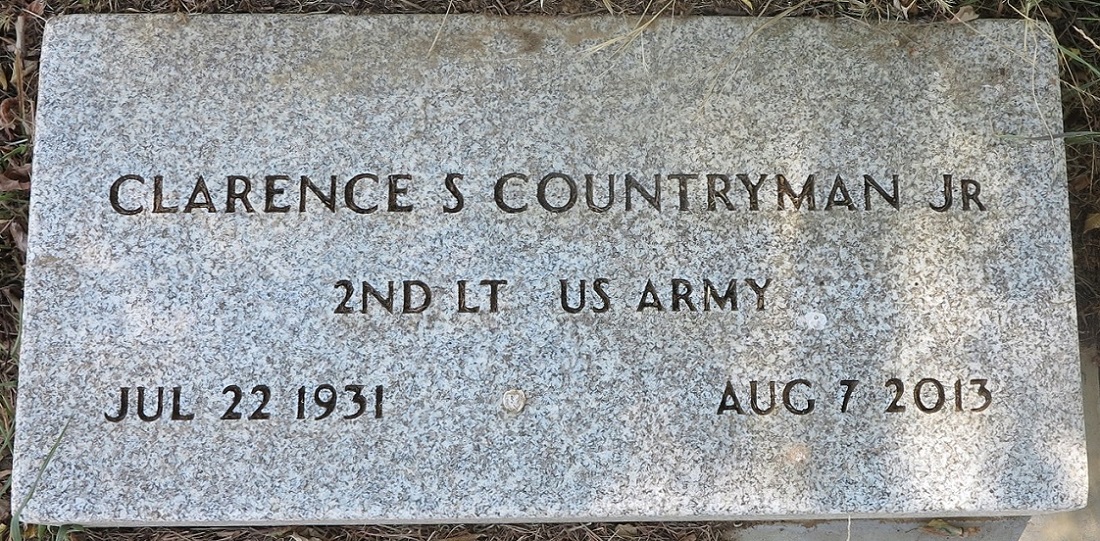 CLARENCE S COUNTRYMAN JR
2ND LT US ARMY
JUL 22 1931 AUG 7 2013